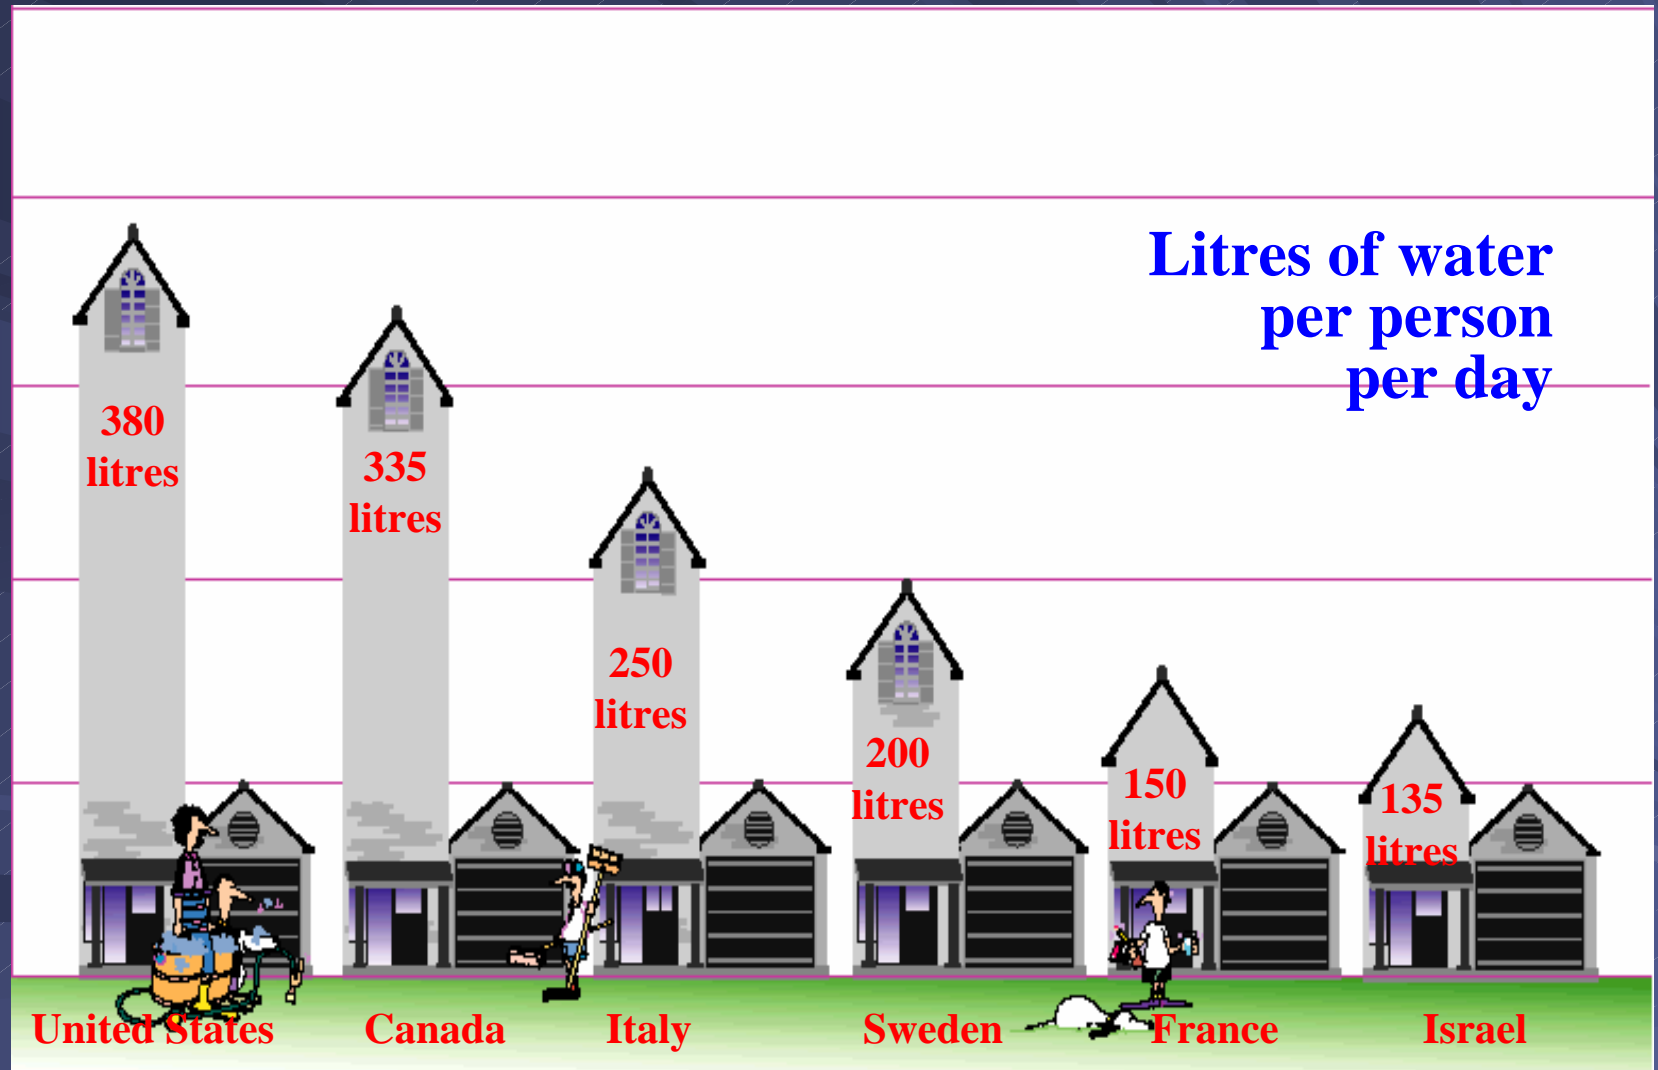 Litres of water
per person
per day
380
litres
335
litres
250
litres
200
litres
150
litres
135
litres
United States
Canada
Italy
Sweden
France
Israel